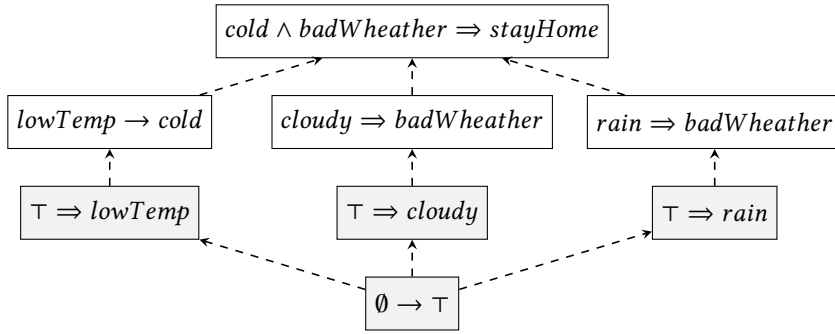 cold ∧ badWheather ⇒ stayHome
lowTemp → cold
cloudy ⇒ badWheather
rain ⇒ badWheather
⊤ ⇒ lowTemp
⊤ ⇒ cloudy
⊤ ⇒ rain
∅ → ⊤